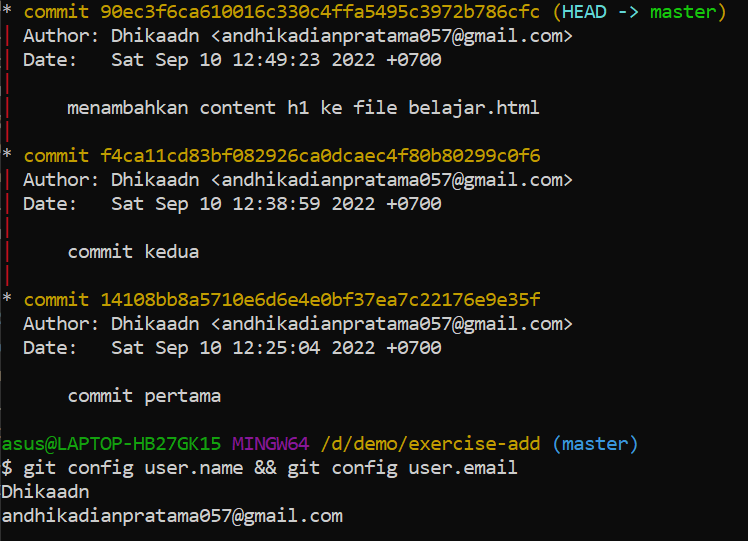 * commit 90ec3f6ca610016c330c4ffa5495c3972b786cfc (HEAD -> master)
| Author: Dhikaadn <andhikadianpratama057@gmail.com>
| Date:   Sat Sep 10 12:49:23 2022 +0700
|
|     menambahkan content h1 ke file belajar.html
|
* commit f4ca11cd83bf082926ca0dcaec4f80b80299c0f6
| Author: Dhikaadn <andhikadianpratama057@gmail.com>
| Date:   Sat Sep 10 12:38:59 2022 +0700
|
|     commit kedua
|
* commit 14108bb8a5710e6d6e4e0bf37ea7c22176e9e35f
  Author: Dhikaadn <andhikadianpratama057@gmail.com>
  Date:   Sat Sep 10 12:25:04 2022 +0700

      commit pertama

asus@LAPTOP-HB27GK15 MINGW64 /d/demo/exercise-add (master)
$ git config user.name && git config user.email
Dhikaadn
andhikadianpratama057@gmail.com